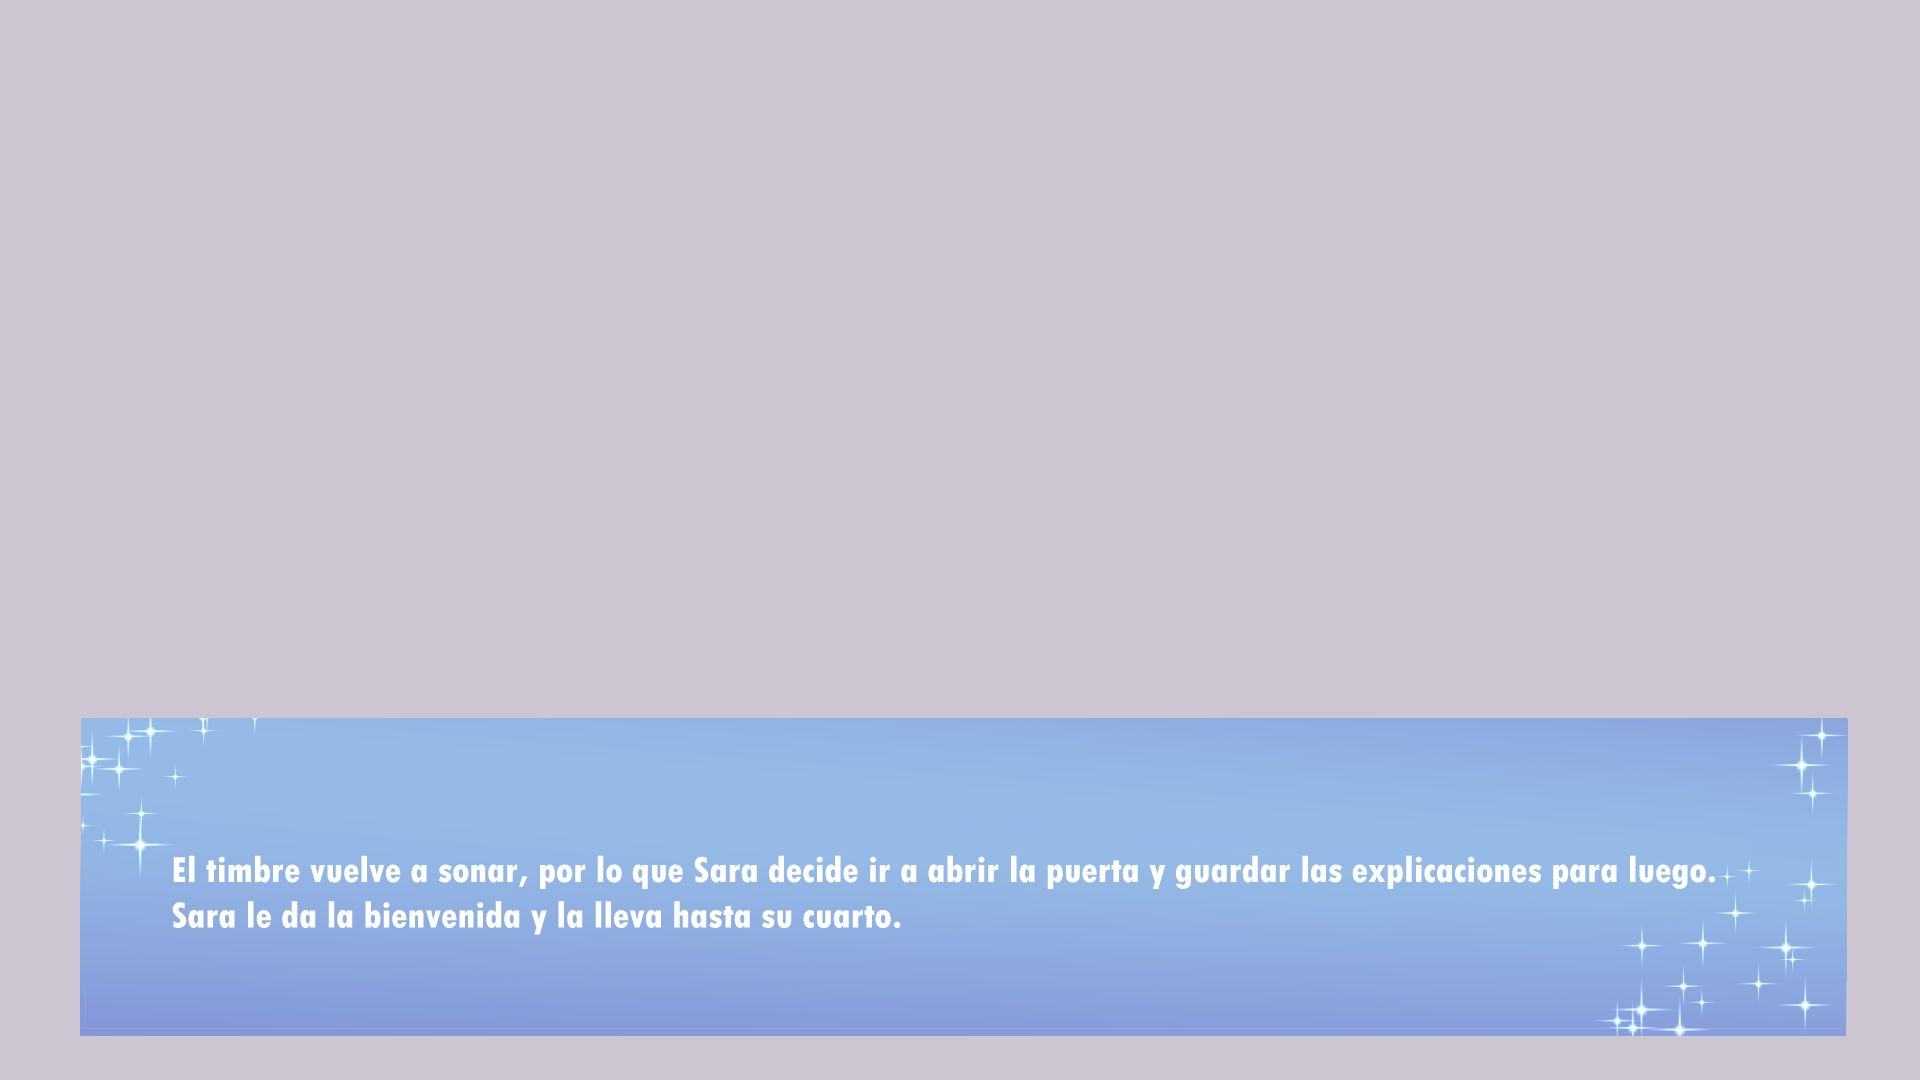 El timbre vuelve a sonar, por lo que Sara decide ir a abrir la puerta y guardar las explicaciones para luego.
Sara le da la bienvenida y la lleva hasta su cuarto.